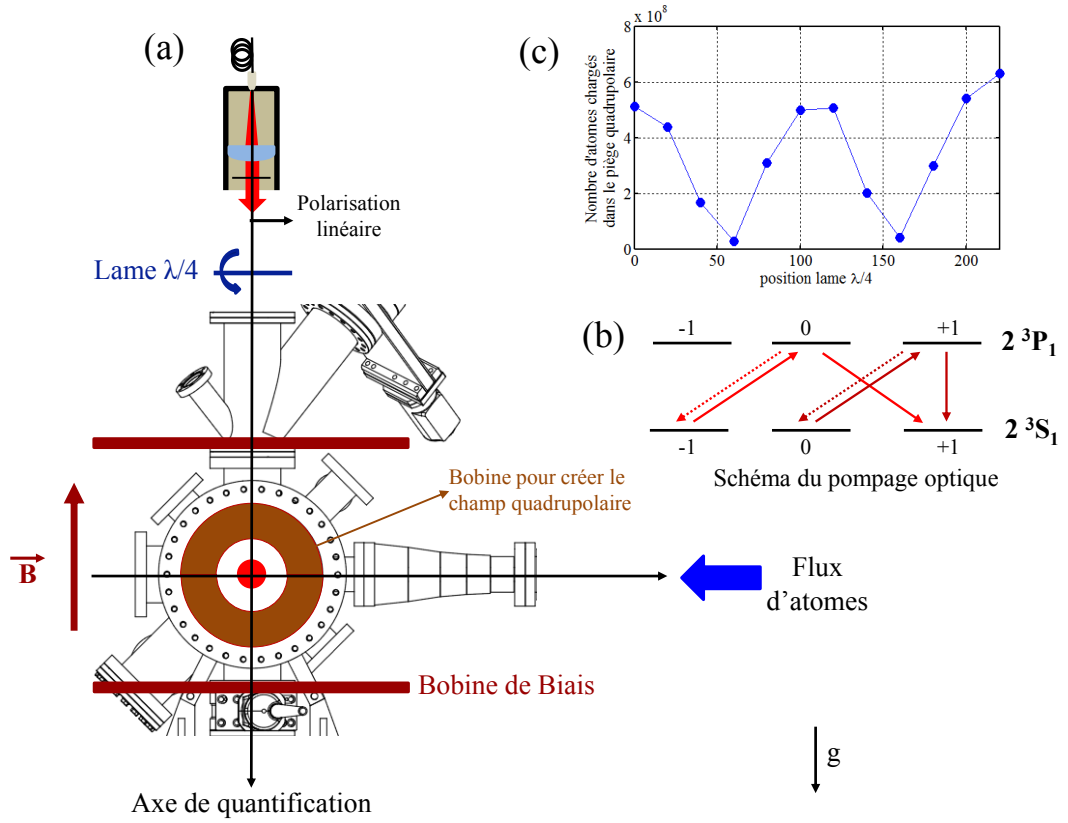 (a)
Polarisation
linéaire
Lame λ/4
B
Bobine pour créer le
champ quadrupolaire
Flux
d'atomes
Bobine de Biais
g
Axe de quantification
(c)
x 10⁸
8
6
4
2
0
Nombre d'atomes chargés
dans le piège quadrupolaire
0 50 100 150 200
position lame λ/4
(b)
-1 0 +1
2 ³P₁
2 ³S₁
-1 0 +1
Schéma du pompage optique